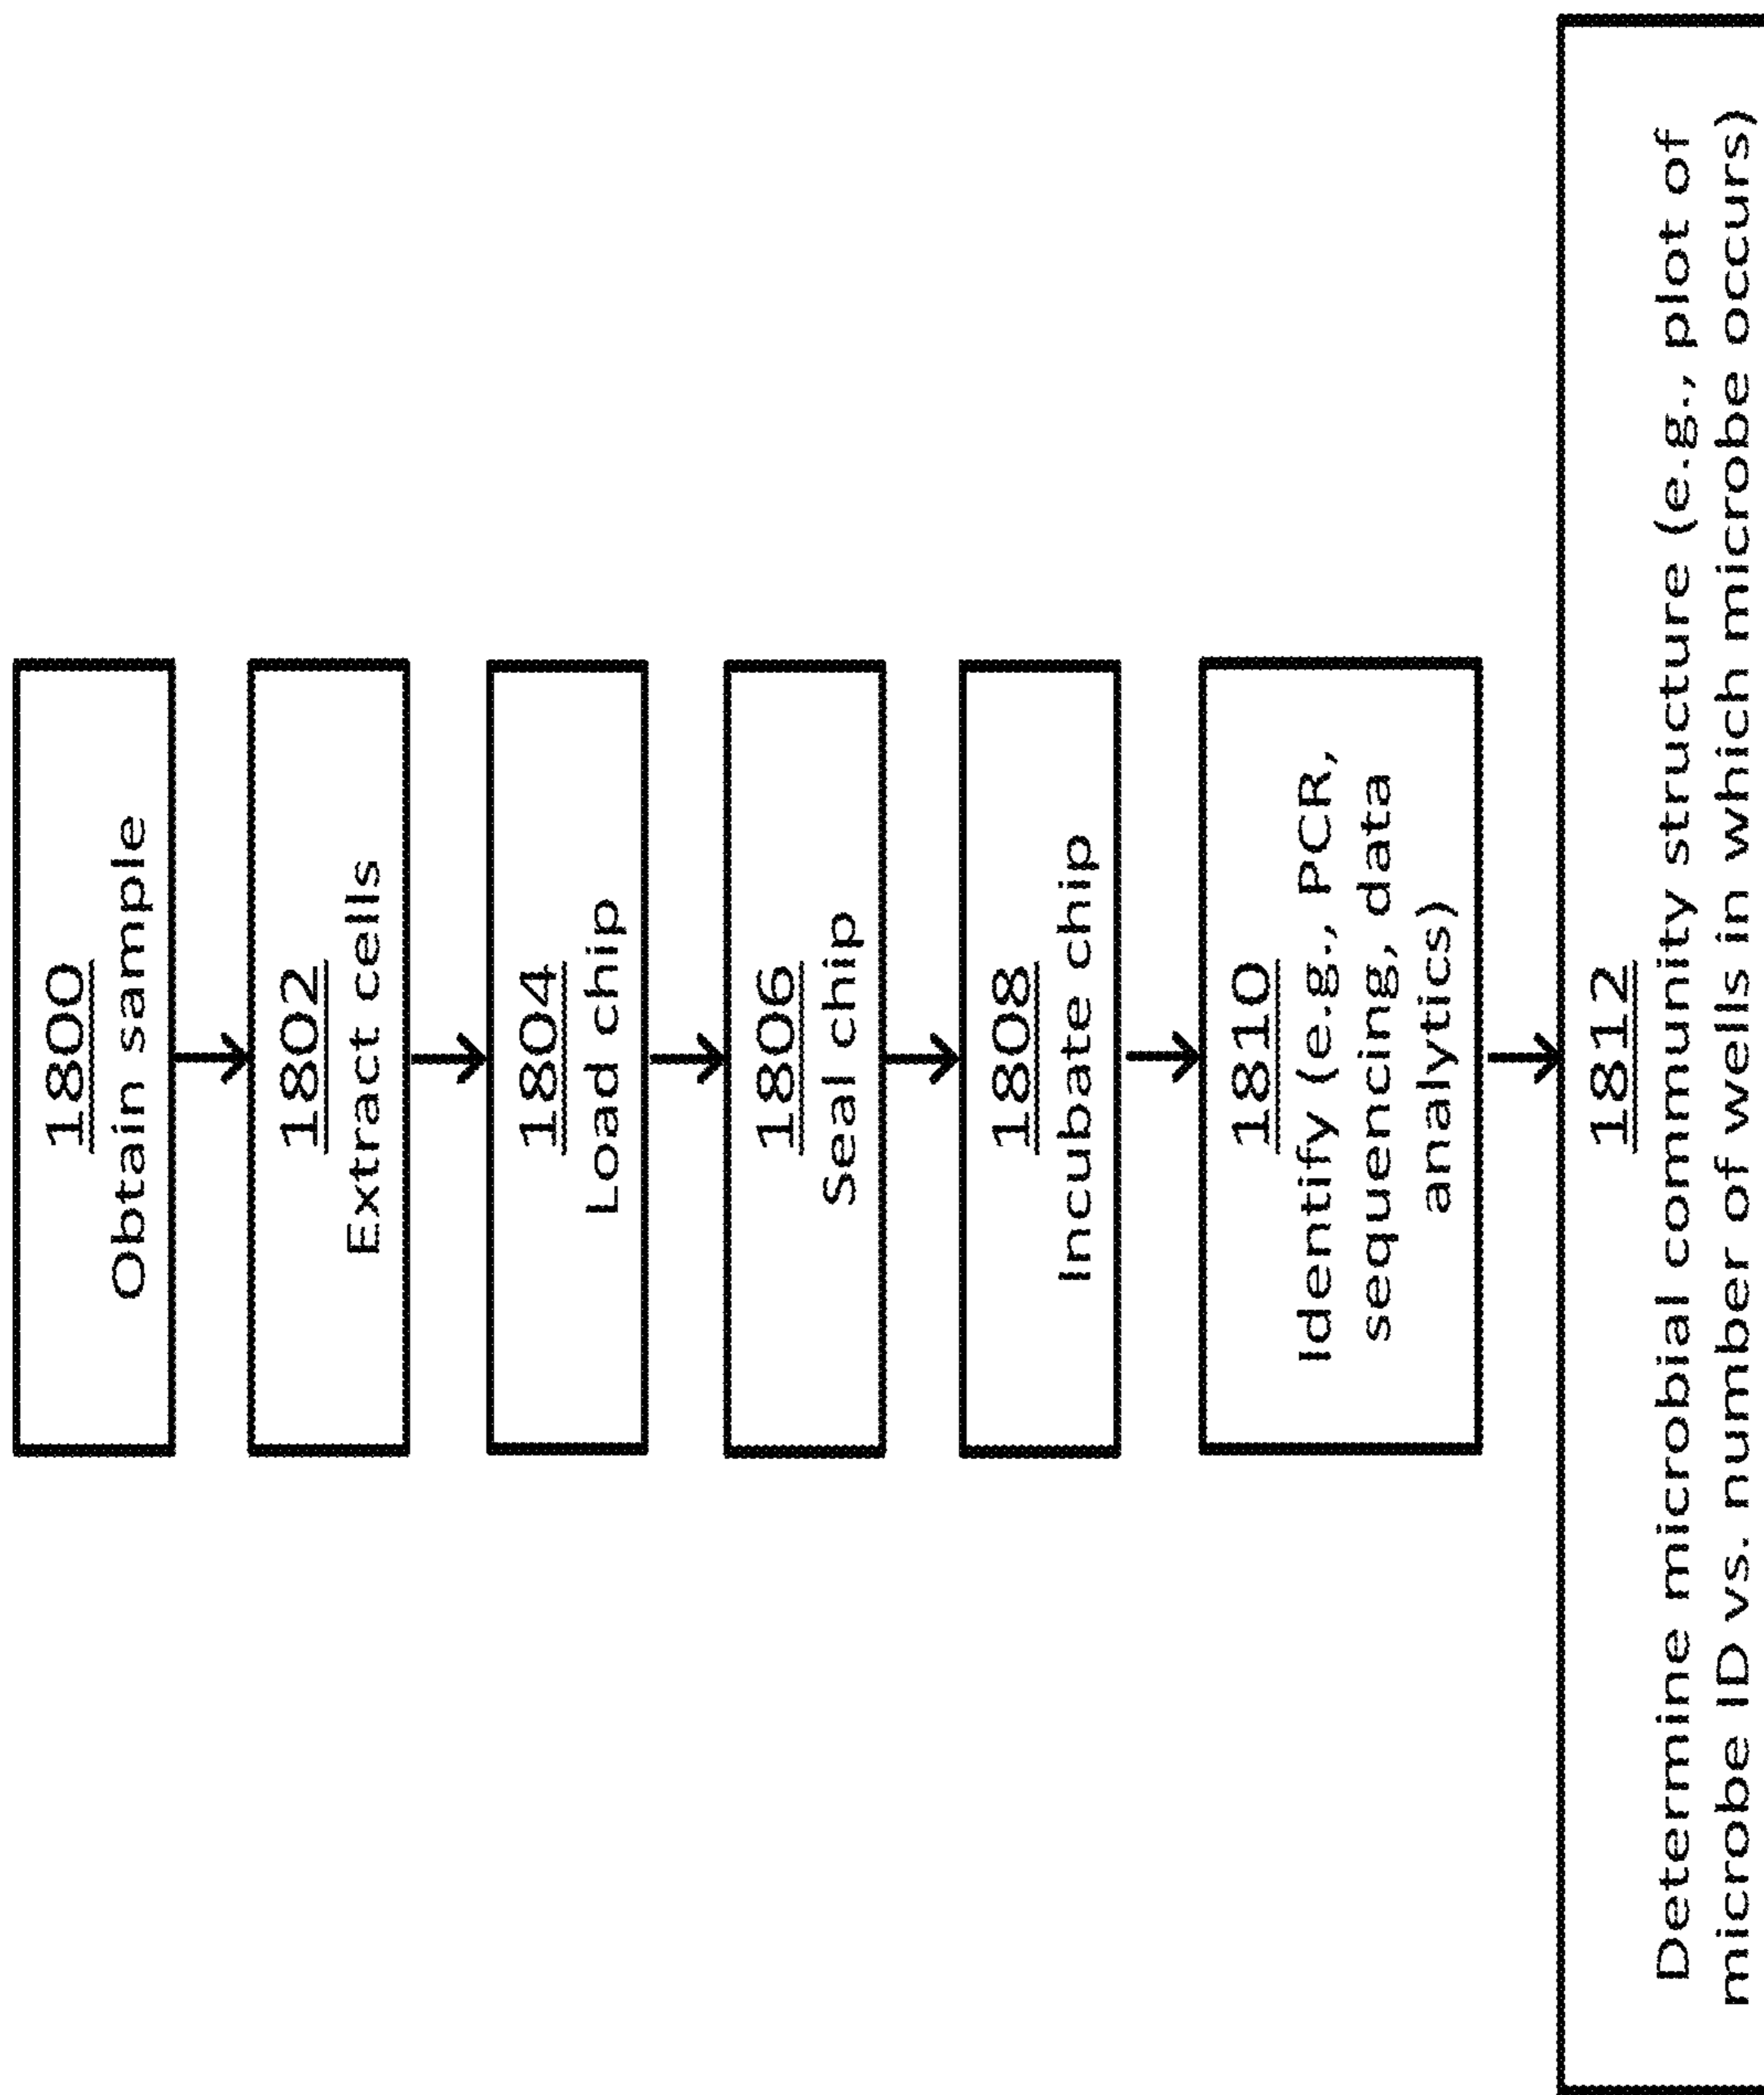 1800
Obtain sample
1802
Extract cells
1804
Load chip
1806
Seal chip
1808
Incubate chip
1810
Identify (e.g., PCR,
sequencing, data
analytics)
1812
Determine microbial community structure (e.g., plot of
microbe ID vs. number of wells in which microbe occurs)